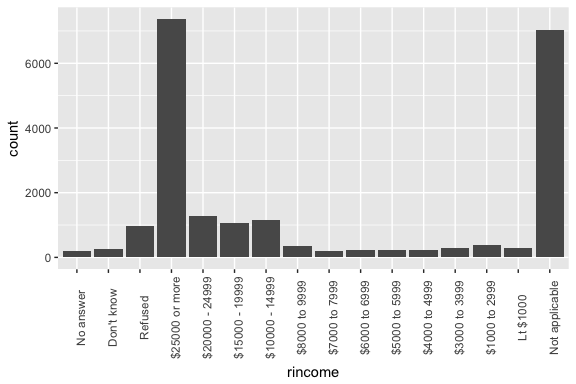 count
6000
4000
2000
0
No answer
Don't know
Refused
$25000 or more
$20000 - 24999
$15000 - 19999
$10000 - 14999
$8000 to 9999
$7000 to 7999
$6000 to 6999
$5000 to 5999
$4000 to 4999
$3000 to 3999
$1000 to 2999
Lt $1000
Not applicable
rincome